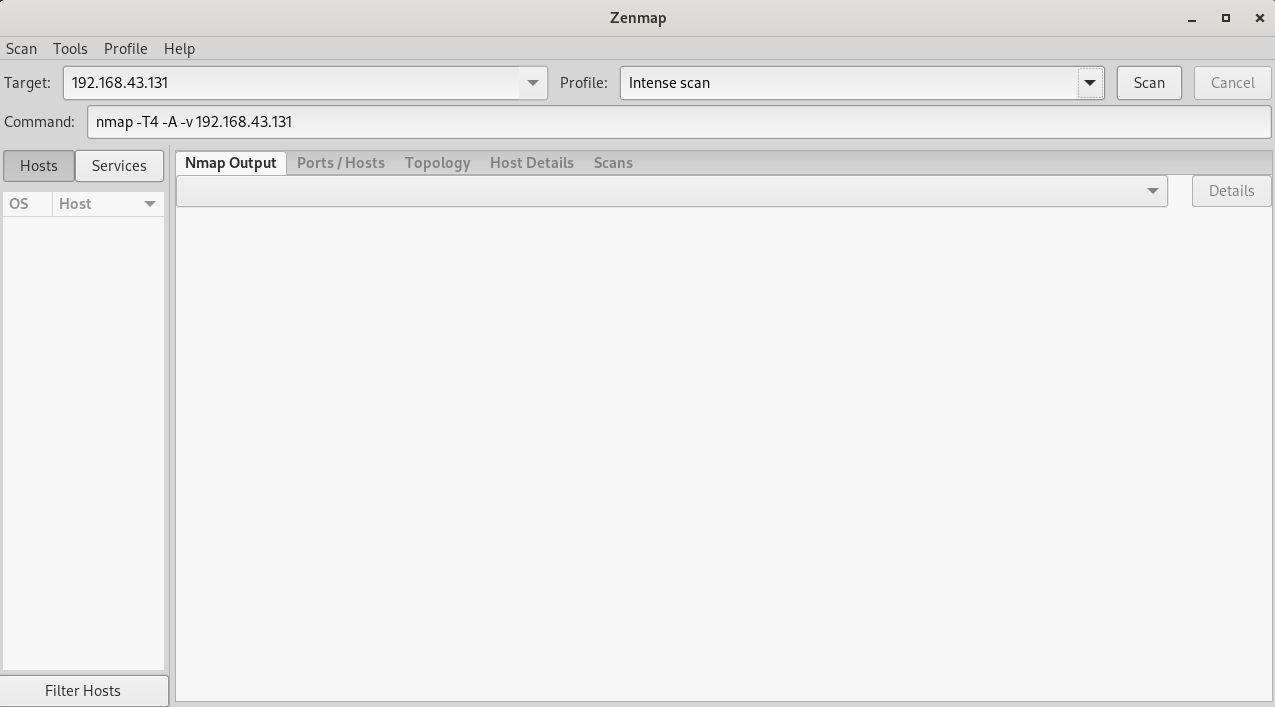 Zenmap
Scan Tools Profile Help
Target: 192.168.43.131 Profile: Intense scan Scan Cancel
Command: nmap -T4 -A -v 192.168.43.131
Hosts Services Nmap Output Ports / Hosts Topology Host Details Scans
Details
OS Host
Filter Hosts